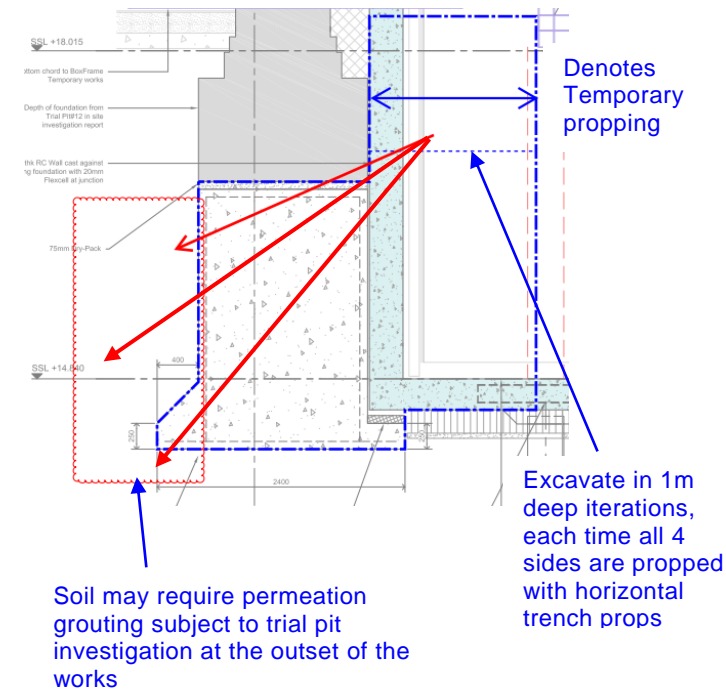 SSL +18.015
ttom chord to BoxFrame
Temporary works
Depth of foundation from
Trial Pit#12 in site
investigation report
thk RC Wall cast against
g foundation with 20mm
Flexcell at junction
75mm Dry-Pack
SSL +14.640
400
250
250
2400
Denotes
Temporary
propping
Excavate in 1m
deep iterations,
each time all 4
sides are propped
with horizontal
trench props
Soil may require permeation
grouting subject to trial pit
investigation at the outset of the
works